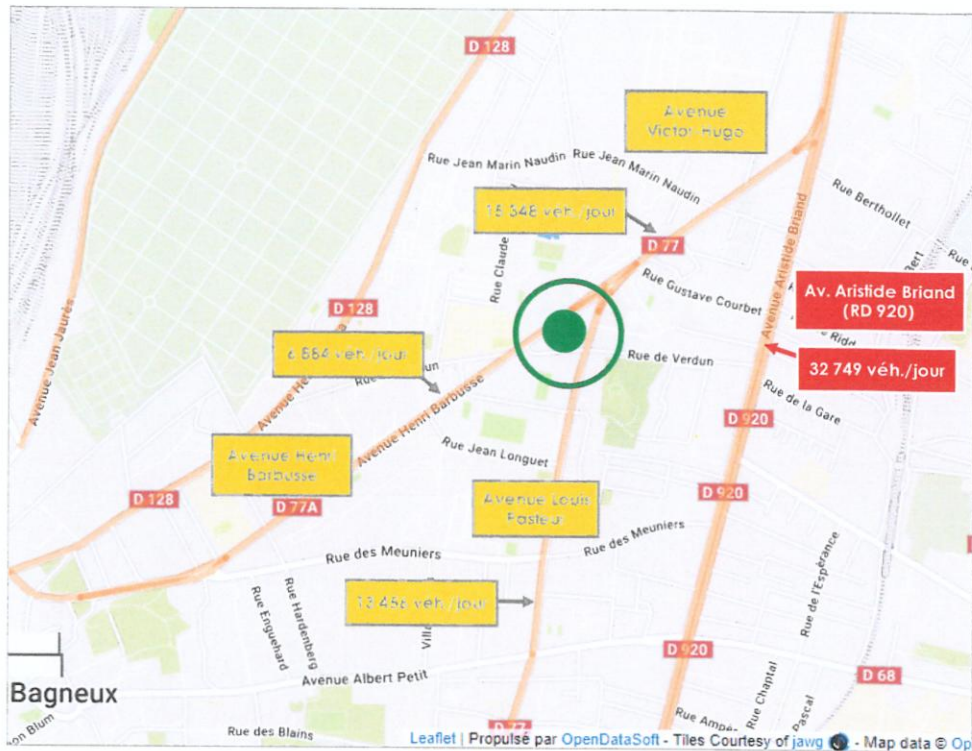 D 128
Avenue
Victor Hugo
Rue Jean Marin Naudin
Rue Jean Marin Naudin
Rue Berthollet
15 348 véh./jour
D 77
Rue Claude
Rue Gustave Courbet
Avenue Aristide Briand
Av. Aristide Briand
(RD 920)
D 128
Avenue Jean Jaurès
véh./jour
Rue de Verdun
32 749 véh./jour
Avenue Henri Barbusse
Rue de la Gare
D 920
Rue Jean Longuet
Avenue Henri
Barbusse
D 128
D 77A
Avenue Louis
Pasteur
D 920
Rue des Meuniers
Rue des Meuniers
Rue de l'Espérance
13 456 véh./jour
Rue Hardenberg
Rue Enguehard
D 920
D 68
Avenue Albert Petit
Bagneux
Rue Chaptal
Pascal
on Blum
Rue des Blains
D 77
Rue Ampè
Leaflet | Propulsé par OpenDataSoft - Tiles Courtesy of jawg - Map data © Op